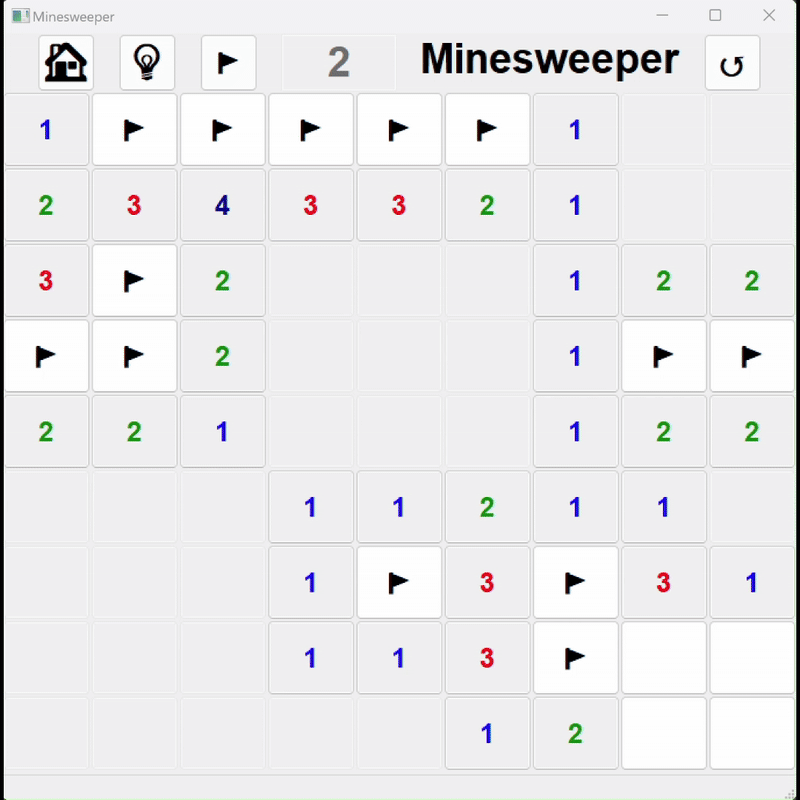 Minesweeper
2 Minesweeper
1 1
2 3 4 3 3 2 1
3 2 1 2 2
2 1
2 2 1 1 2 2
1 1 2 1 1
1 3 3 1
1 1 3
1 2